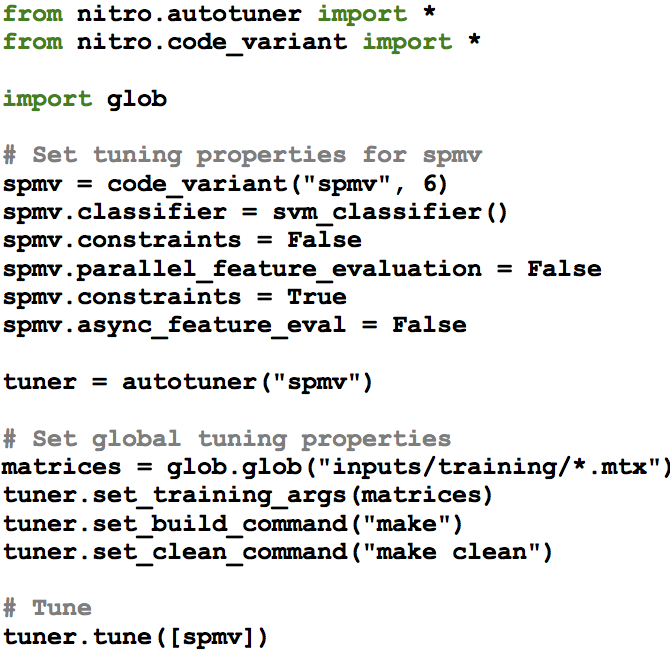 from nitro.autotuner import *
from nitro.code_variant import *
import glob
# Set tuning properties for spmv
spmv = code_variant("spmv", 6)
spmv.classifier = svm_classifier()
spmv.constraints = False
spmv.parallel_feature_evaluation = False
spmv.constraints = True
spmv.async_feature_eval = False
tuner = autotuner("spmv")
# Set global tuning properties
matrices = glob.glob("inputs/training/*.mtx")
tuner.set_training_args(matrices)
tuner.set_build_command("make")
tuner.set_clean_command("make clean")
# Tune
tuner.tune([spmv])